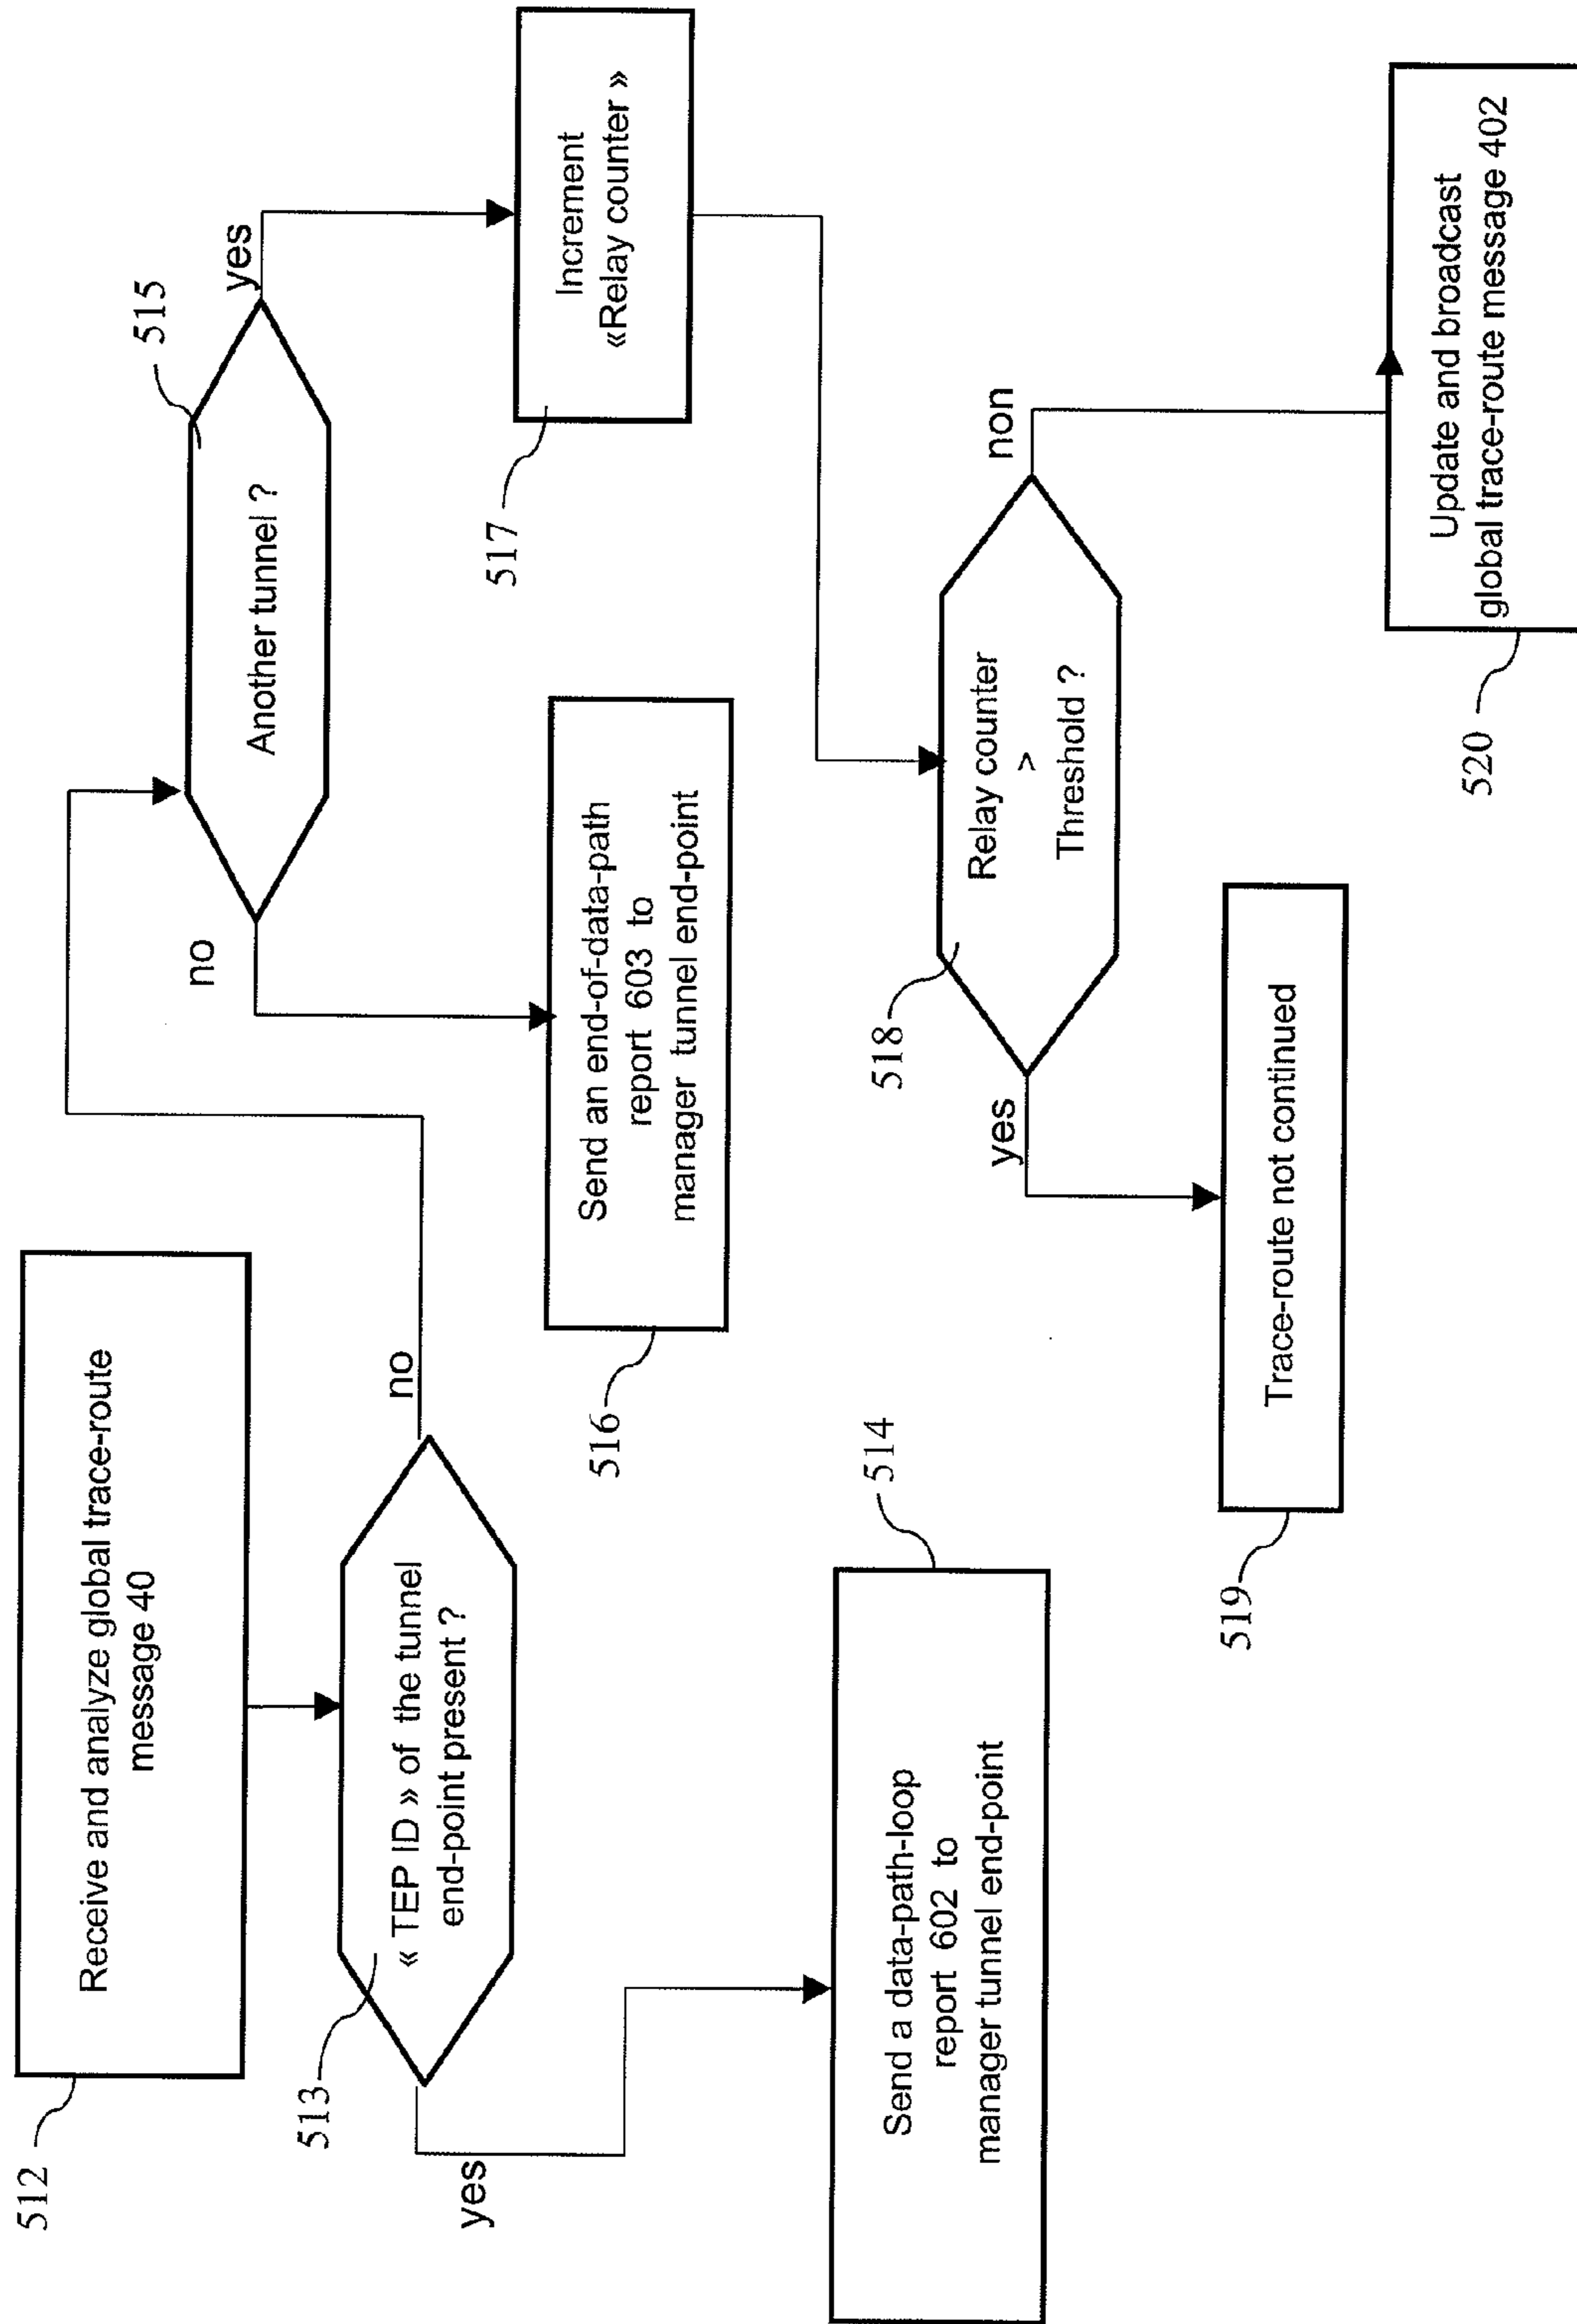 512
Receive and analyze global trace-route
message 40
513
« TEP ID » of the tunnel
end-point present ?
yes
no
514
Send a data-path-loop
report 602 to
manager tunnel end-point
515
Another tunnel ?
no
yes
516
Send an end-of-data-path
report 603 to
manager tunnel end-point
517
Increment
«Relay counter »
518
Relay counter
>
Threshold ?
yes
non
519
Trace-route not continued
520
Update and broadcast
global trace-route message 402